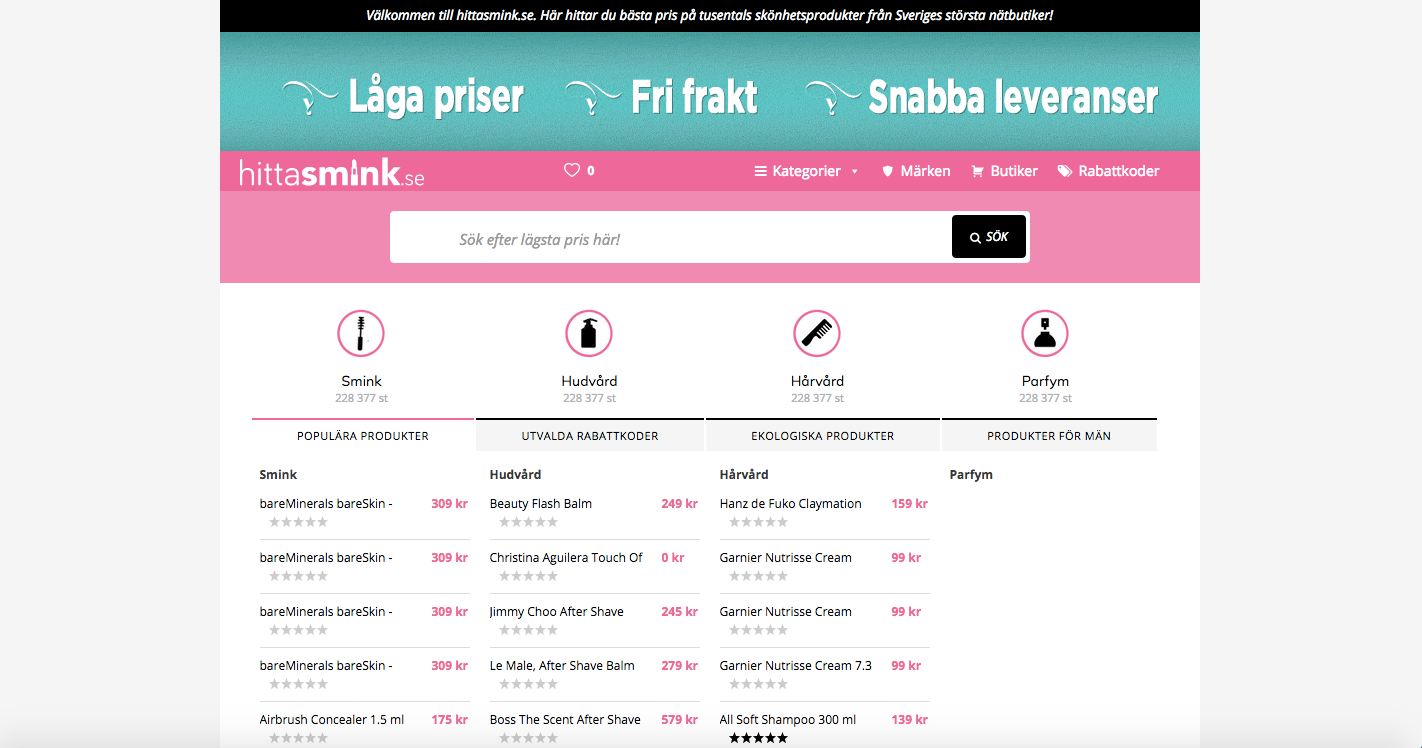 Välkommen till hittasmink.se. Här hittar du bästa pris på tusentals skönhetsprodukter från Sveriges största nätbutiker!
Låga priser Fri frakt Snabba leveranser
hittasmink.se 0 Kategorier Märken Butiker Rabattkoder
Sök efter lägsta pris här! SÖK
Smink Hudvård Hårvård Parfym
228 377 st 228 377 st 228 377 st 228 377 st
POPULÄRA PRODUKTER UTVALDA RABATTKODER EKOLOGISKA PRODUKTER PRODUKTER FÖR MÄN
Smink Hudvård Hårvård Parfym
bareMinerals bareSkin - 309 kr Beauty Flash Balm 249 kr Hanz de Fuko Claymation 159 kr
bareMinerals bareSkin - 309 kr Christina Aguilera Touch Of 0 kr Garnier Nutrisse Cream 99 kr
bareMinerals bareSkin - 309 kr Jimmy Choo After Shave 245 kr Garnier Nutrisse Cream 99 kr
bareMinerals bareSkin - 309 kr Le Male, After Shave Balm 279 kr Garnier Nutrisse Cream 7.3 99 kr
Airbrush Concealer 1.5 ml 175 kr Boss The Scent After Shave 579 kr All Soft Shampoo 300 ml 139 kr